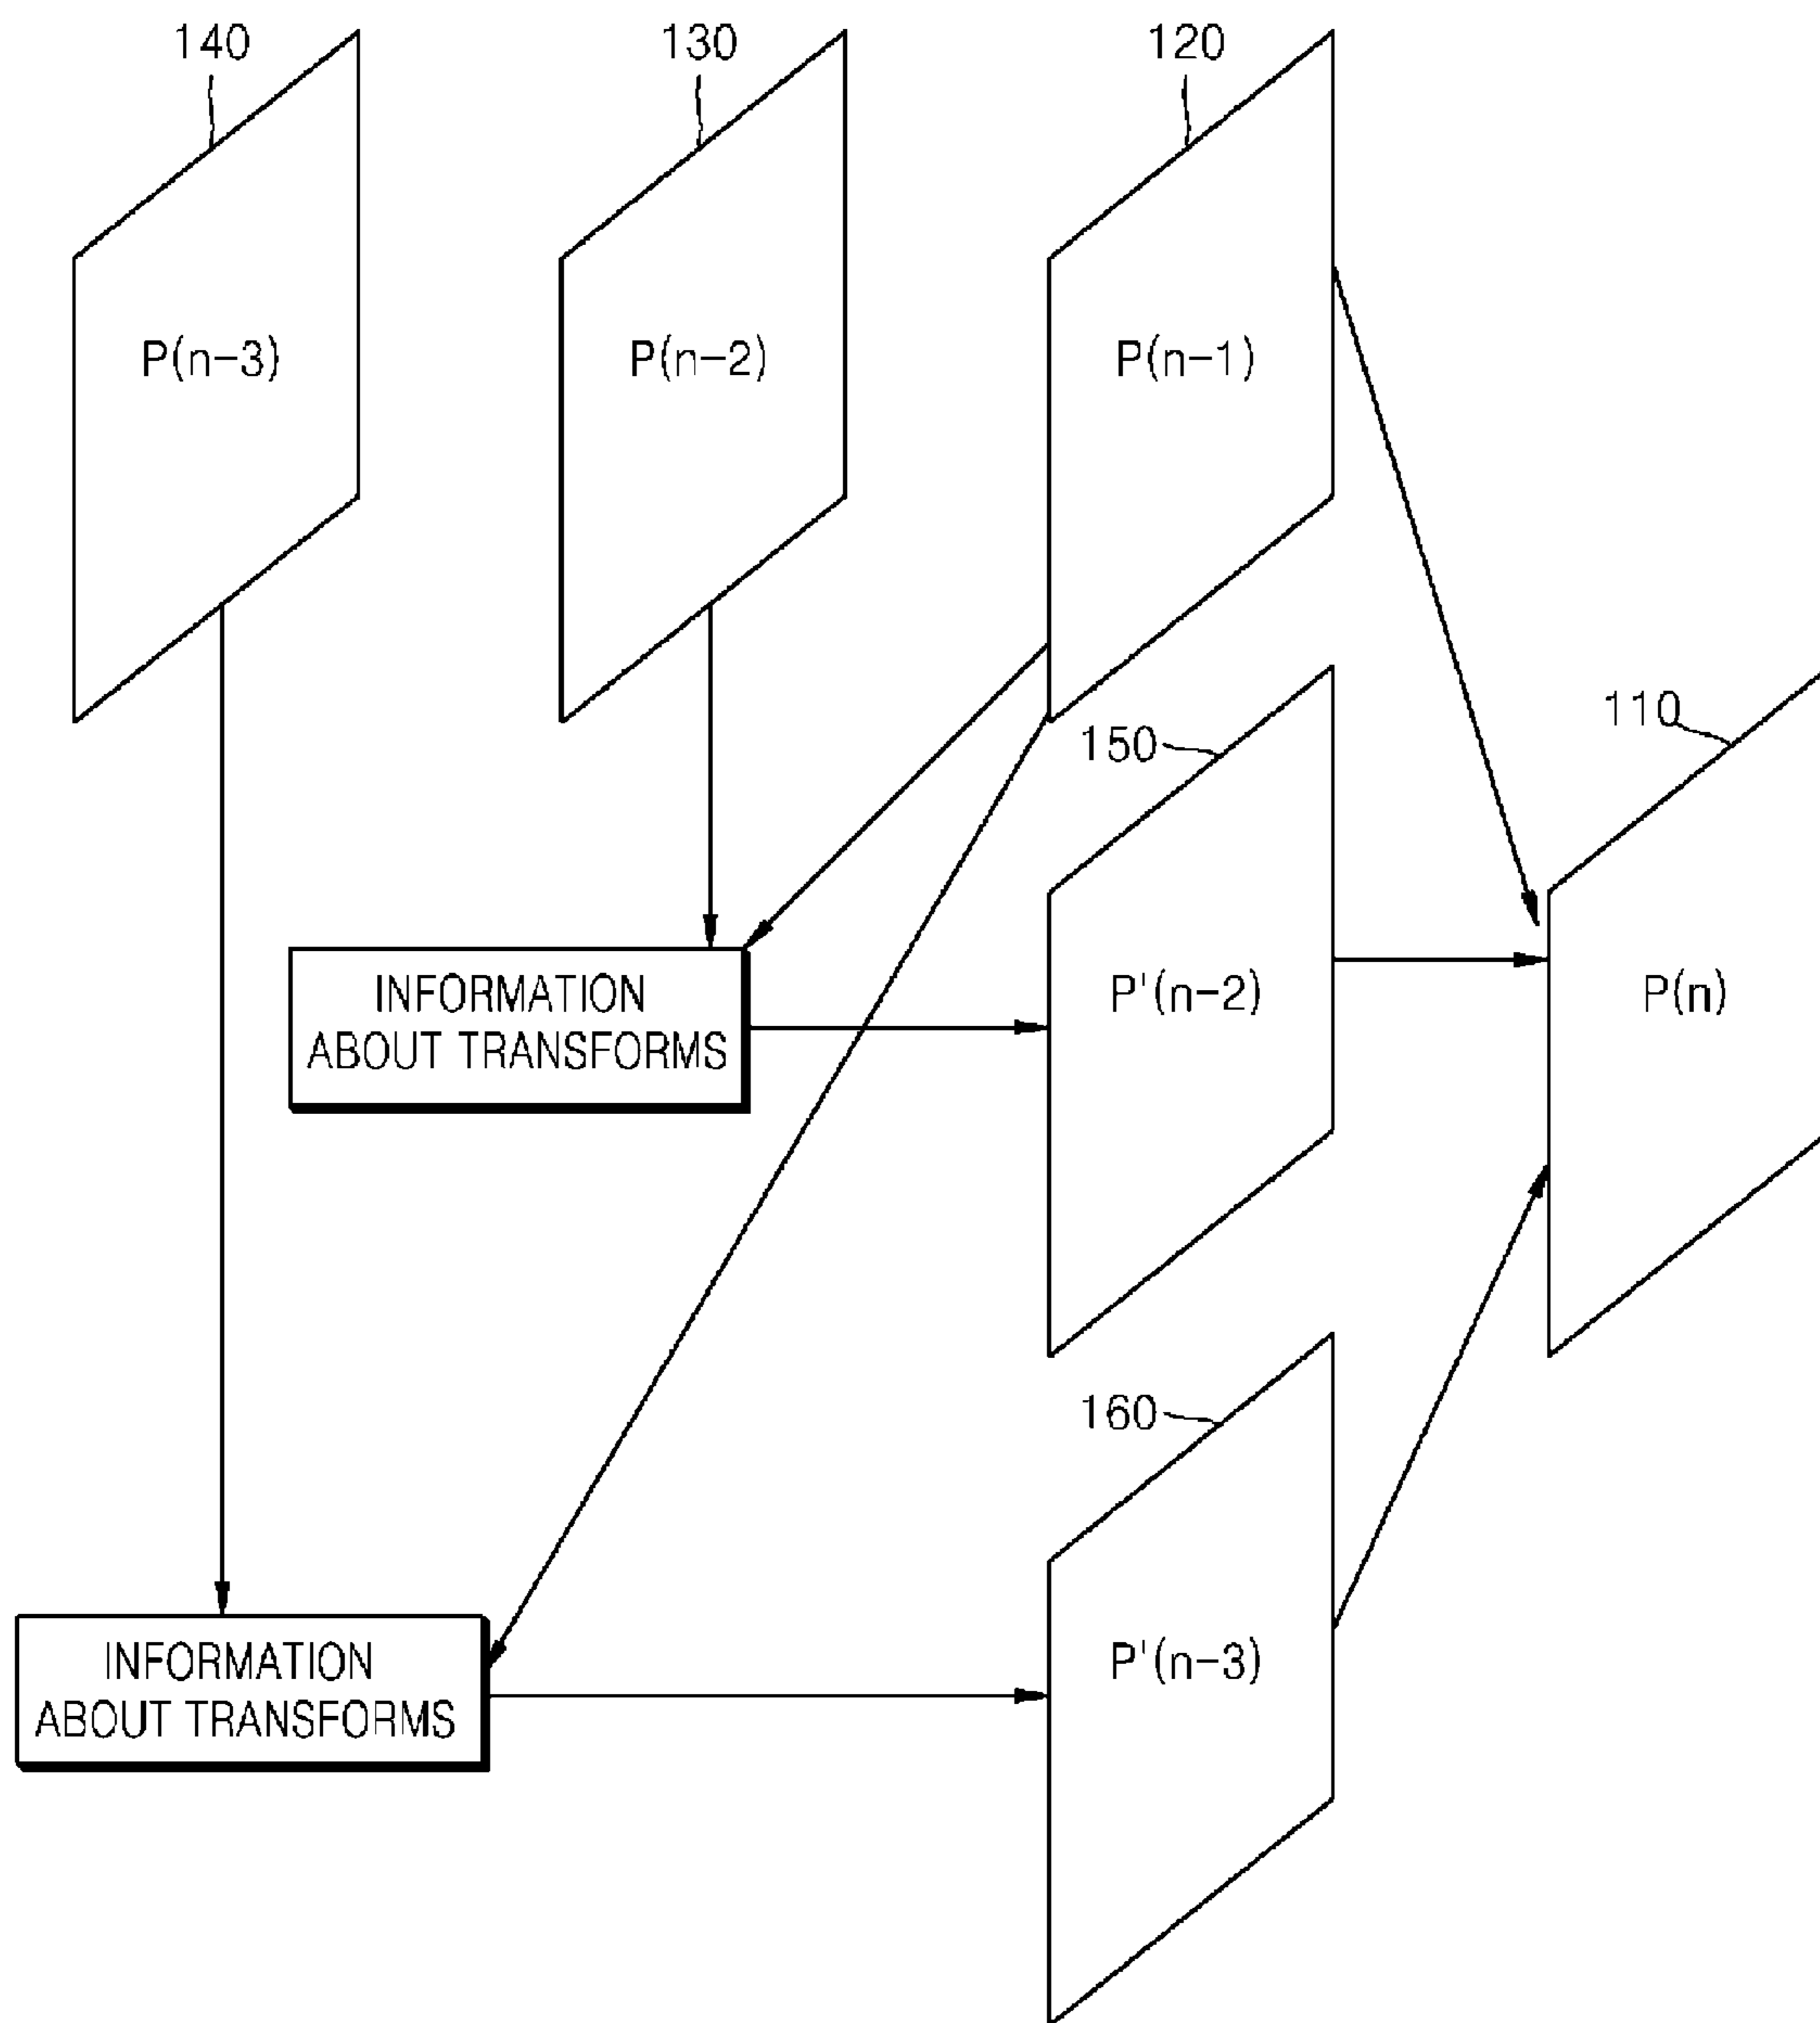 140
130
120
P(n-3)
P(n-2)
P(n-1)
110
150
INFORMATION
ABOUT TRANSFORMS
P'(n-2)
P(n)
160
INFORMATION
ABOUT TRANSFORMS
P'(n-3)